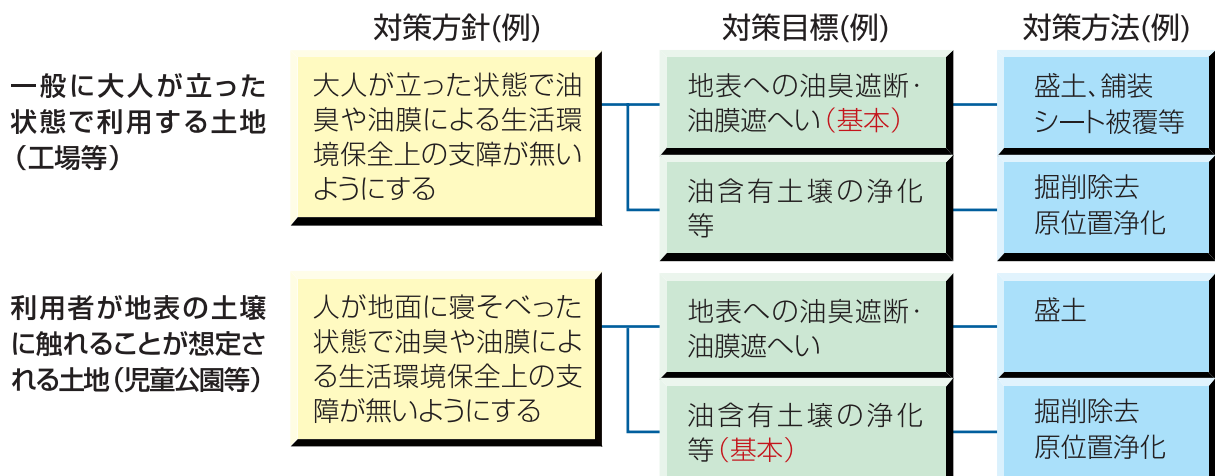 対策方針(例)
対策目標(例)
対策方法(例)
一般に大人が立った
状態で利用する土地
（工場等）
大人が立った状態で油
臭や油膜による生活環
境保全上の支障が無い
ようにする
地表への油臭遮断・
油膜遮へい（基本）
盛土、舗装
シート被覆等
油含有土壌の浄化
等
掘削除去
原位置浄化
利用者が地表の土壌
に触れることが想定さ
れる土地（児童公園等）
人が地面に寝そべった
状態で油臭や油膜によ
る生活環境保全上の支
障が無いようにする
地表への油臭遮断・
油膜遮へい
盛土
油含有土壌の浄化
等（基本）
掘削除去
原位置浄化